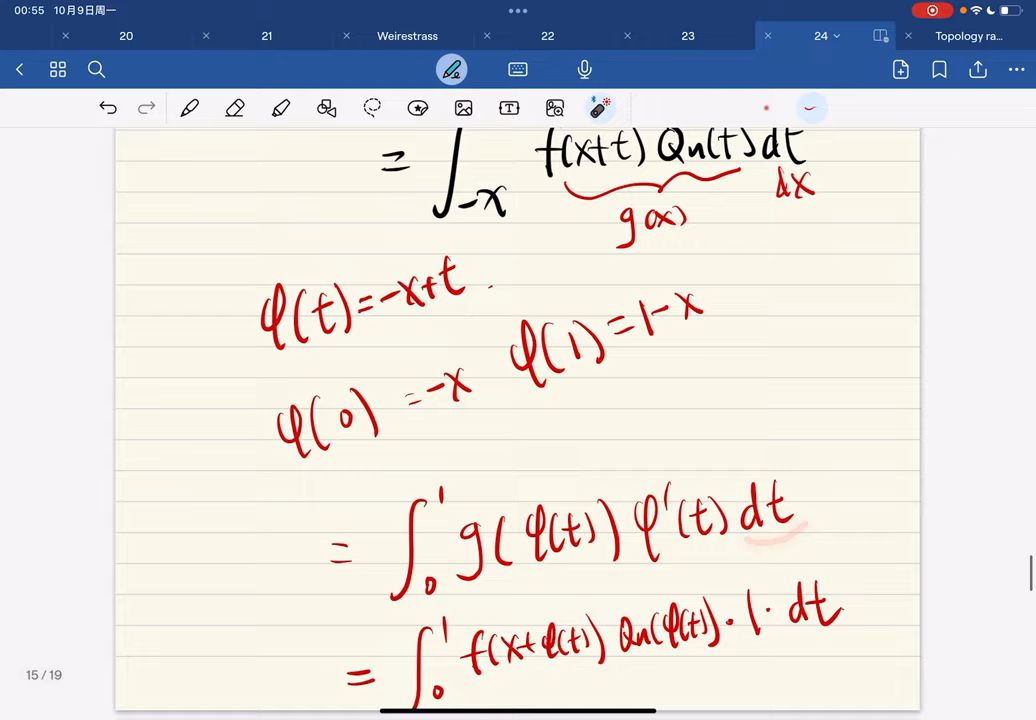 00:55 10月9日周一
20 21 Weirestrass 22 23 24 Topology ra...
= ∫_{-x} f(x+t) Qn(t) dt
dx
g(x)
φ(t) = -x+t .
φ(1) = 1-x
φ(0) = -x
= ∫_0^1 g(φ(t)) φ'(t) dt
= ∫_0^1 f(x+φ(t)) Qn(φ(t)) · 1 · dt
15 / 19